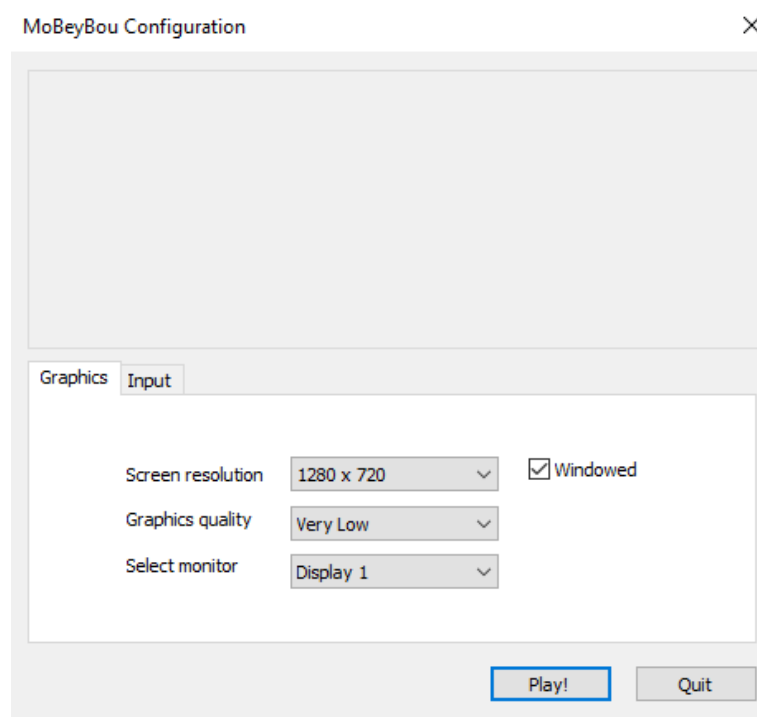 MoBeyBou Configuration
Graphics
Input
Screen resolution
1280 x 720
Windowed
Graphics quality
Very Low
Select monitor
Display 1
Play!
Quit